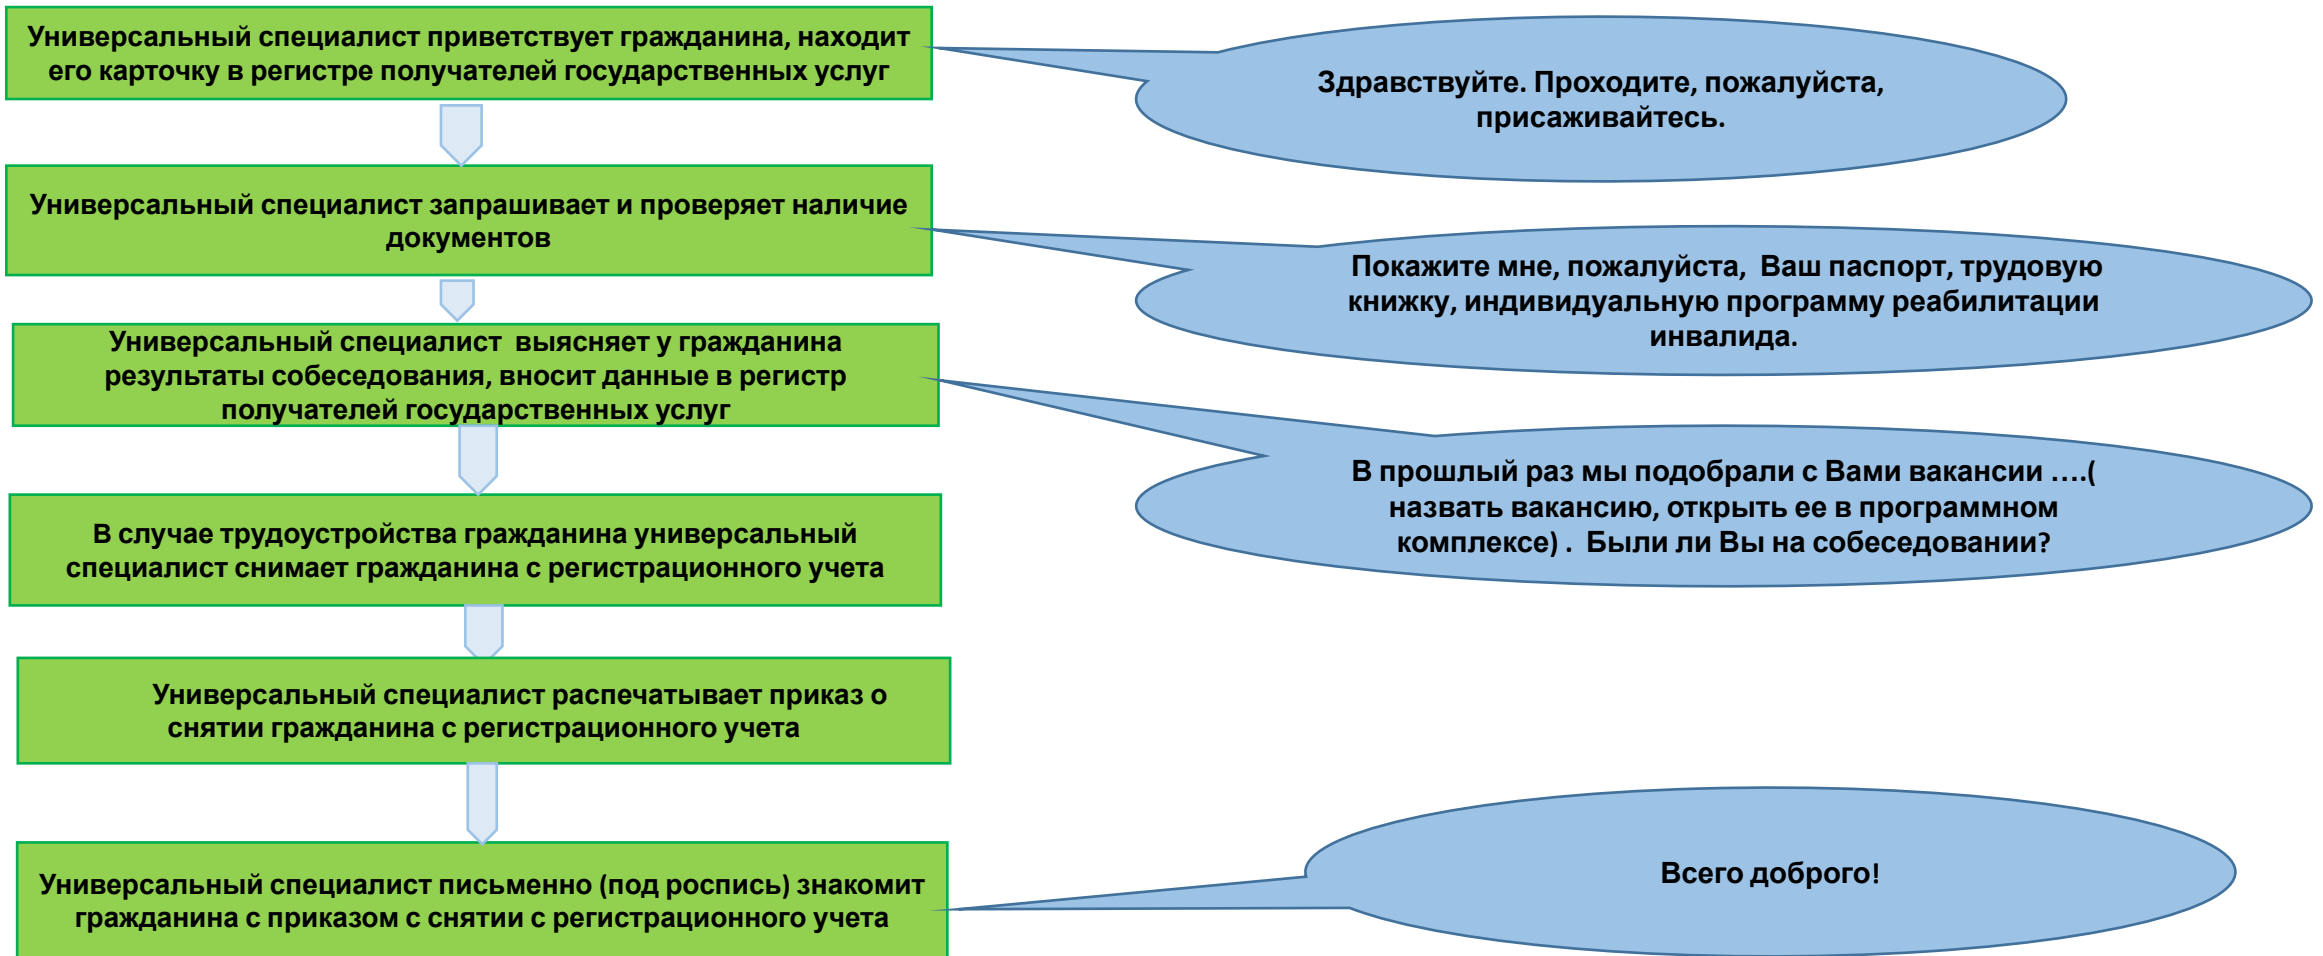 Универсальный специалист приветствует гражданина, находит
его карточку в регистре получателей государственных услуг
Здравствуйте. Проходите, пожалуйста,
присаживайтесь.
Универсальный специалист запрашивает и проверяет наличие
документов
Покажите мне, пожалуйста, Ваш паспорт, трудовую
книжку, индивидуальную программу реабилитации
инвалида.
Универсальный специалист выясняет у гражданина
результаты собеседования, вносит данные в регистр
получателей государственных услуг
В прошлый раз мы подобрали с Вами вакансии ….(
назвать вакансию, открыть ее в программном
комплексе) . Были ли Вы на собеседовании?
В случае трудоустройства гражданина универсальный
специалист снимает гражданина с регистрационного учета
Универсальный специалист распечатывает приказ о
снятии гражданина с регистрационного учета
Универсальный специалист письменно (под роспись) знакомит
гражданина с приказом с снятии с регистрационного учета
Всего доброго!